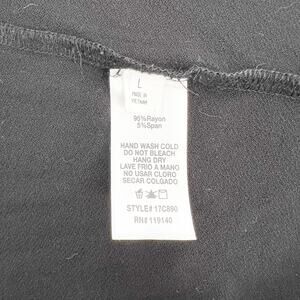 L
MADE IN
VIETNAM
95%Rayon
5%Span
HAND WASH COLD
DO NOT BLEACH
HANG DRY
LAVE FRIO A MANO
NO USAR CLORO
SECAR COLGADO
STYLE# 17C890
RN# 119140